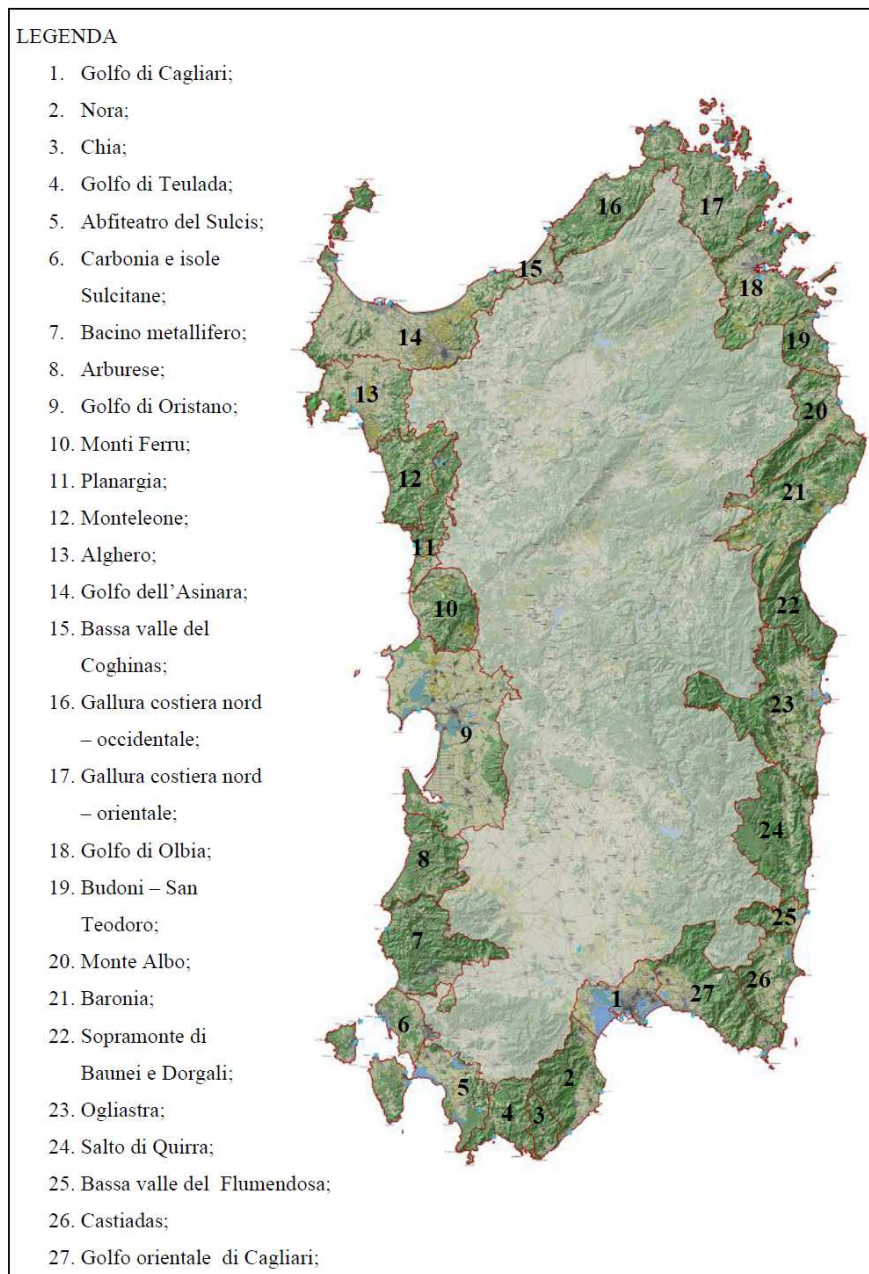 LEGENDA
1. Golfo di Cagliari;
2. Nora;
3. Chia;
4. Golfo di Teulada;
5. Abfiteatro del Sulcis;
6. Carbonia e isole
Sulcitane;
7. Bacino metallifero;
8. Arburese;
9. Golfo di Oristano;
10. Monti Ferru;
11. Planargia;
12. Monteleone;
13. Alghero;
14. Golfo dell’Asinara;
15. Bassa valle del
Coghinas;
16. Gallura costiera nord
– occidentale;
17. Gallura costiera nord
– orientale;
18. Golfo di Olbia;
19. Budoni – San
Teodoro;
20. Monte Albo;
21. Baronia;
22. Sopramonte di
Baunei e Dorgali;
23. Ogliastra;
24. Salto di Quirra;
25. Bassa valle del Flumendosa;
26. Castiadas;
27. Golfo orientale di Cagliari;
16
17
15
18
14
19
13
20
12
21
11
10
22
23
9
24
8
25
7
26
27
1
6
2
5
4
3